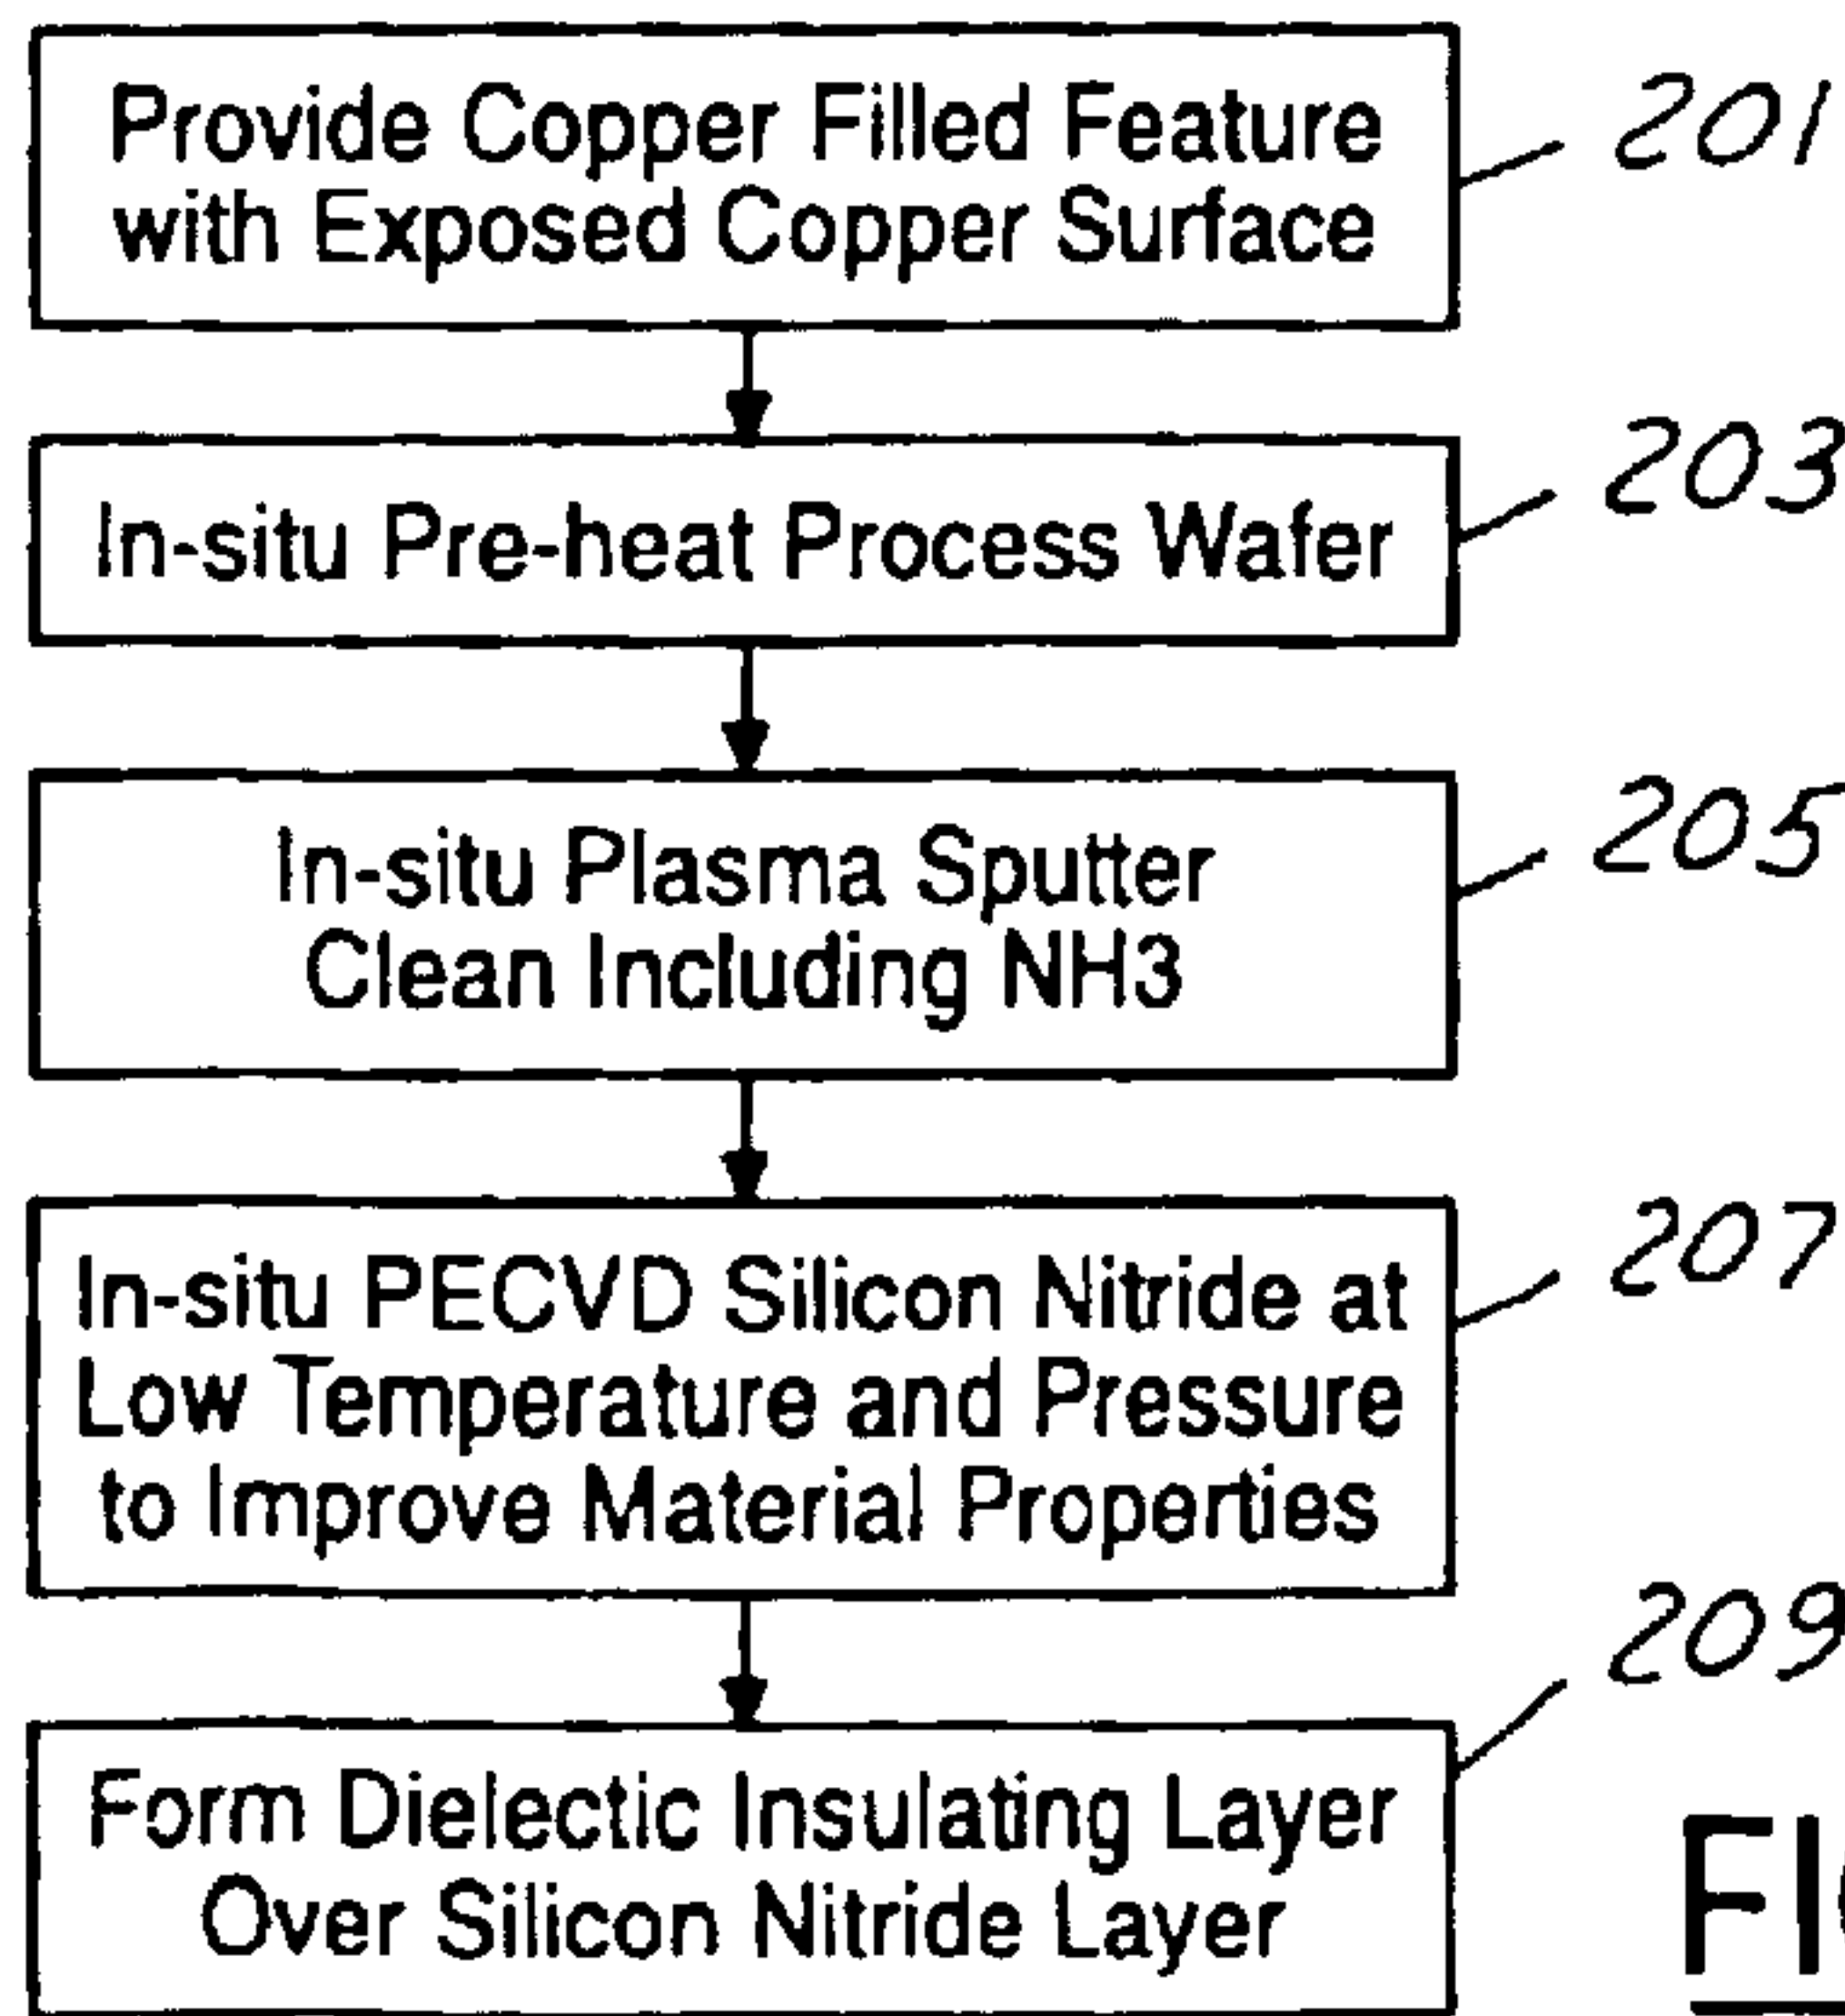 Provide Copper Filled Feature
with Exposed Copper Surface
201
In-situ Pre-heat Process Wafer
203
In-situ Plasma Sputter
Clean Including NH3
205
In-situ PECVD Silicon Nitride at
Low Temperature and Pressure
to Improve Material Properties
207
Form Dielectic Insulating Layer
Over Silicon Nitride Layer
209